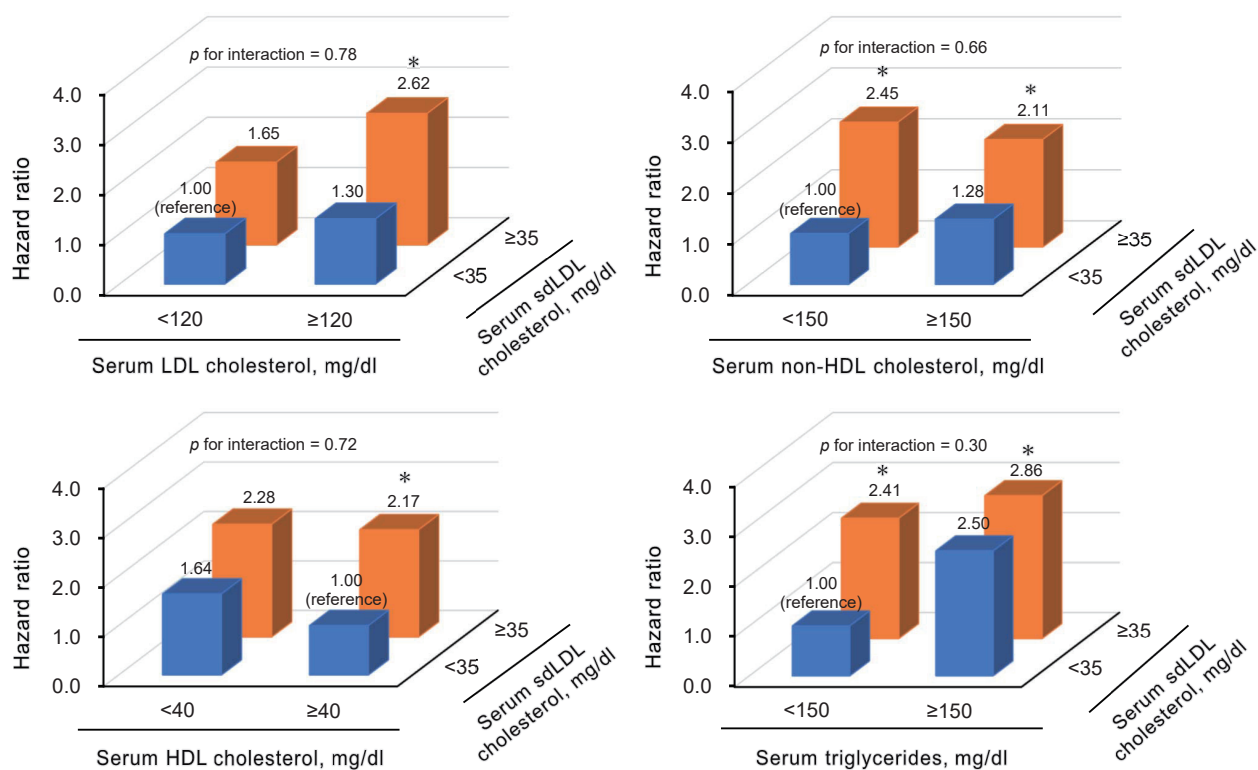 p for interaction = 0.78
*
2.62
4.0
3.0
2.0
1.0
0.0
Hazard ratio
1.65
1.00
(reference)
1.30
≥35
<35
Serum sdLDL
cholesterol, mg/dl
<120
≥120
Serum LDL cholesterol, mg/dl
p for interaction = 0.66
*
2.45
*
2.11
4.0
3.0
2.0
1.0
0.0
Hazard ratio
1.00
(reference)
1.28
≥35
<35
Serum sdLDL
cholesterol, mg/dl
<150
≥150
Serum non-HDL cholesterol, mg/dl
p for interaction = 0.72
*
2.28
2.17
4.0
3.0
2.0
1.0
0.0
Hazard ratio
1.64
1.00
(reference)
≥35
<35
Serum sdLDL
cholesterol, mg/dl
<40
≥40
Serum HDL cholesterol, mg/dl
p for interaction = 0.30
*
2.41
*
2.86
4.0
3.0
2.0
1.0
0.0
Hazard ratio
1.00
(reference)
2.50
≥35
<35
Serum sdLDL
cholesterol, mg/dl
<150
≥150
Serum triglycerides, mg/dl